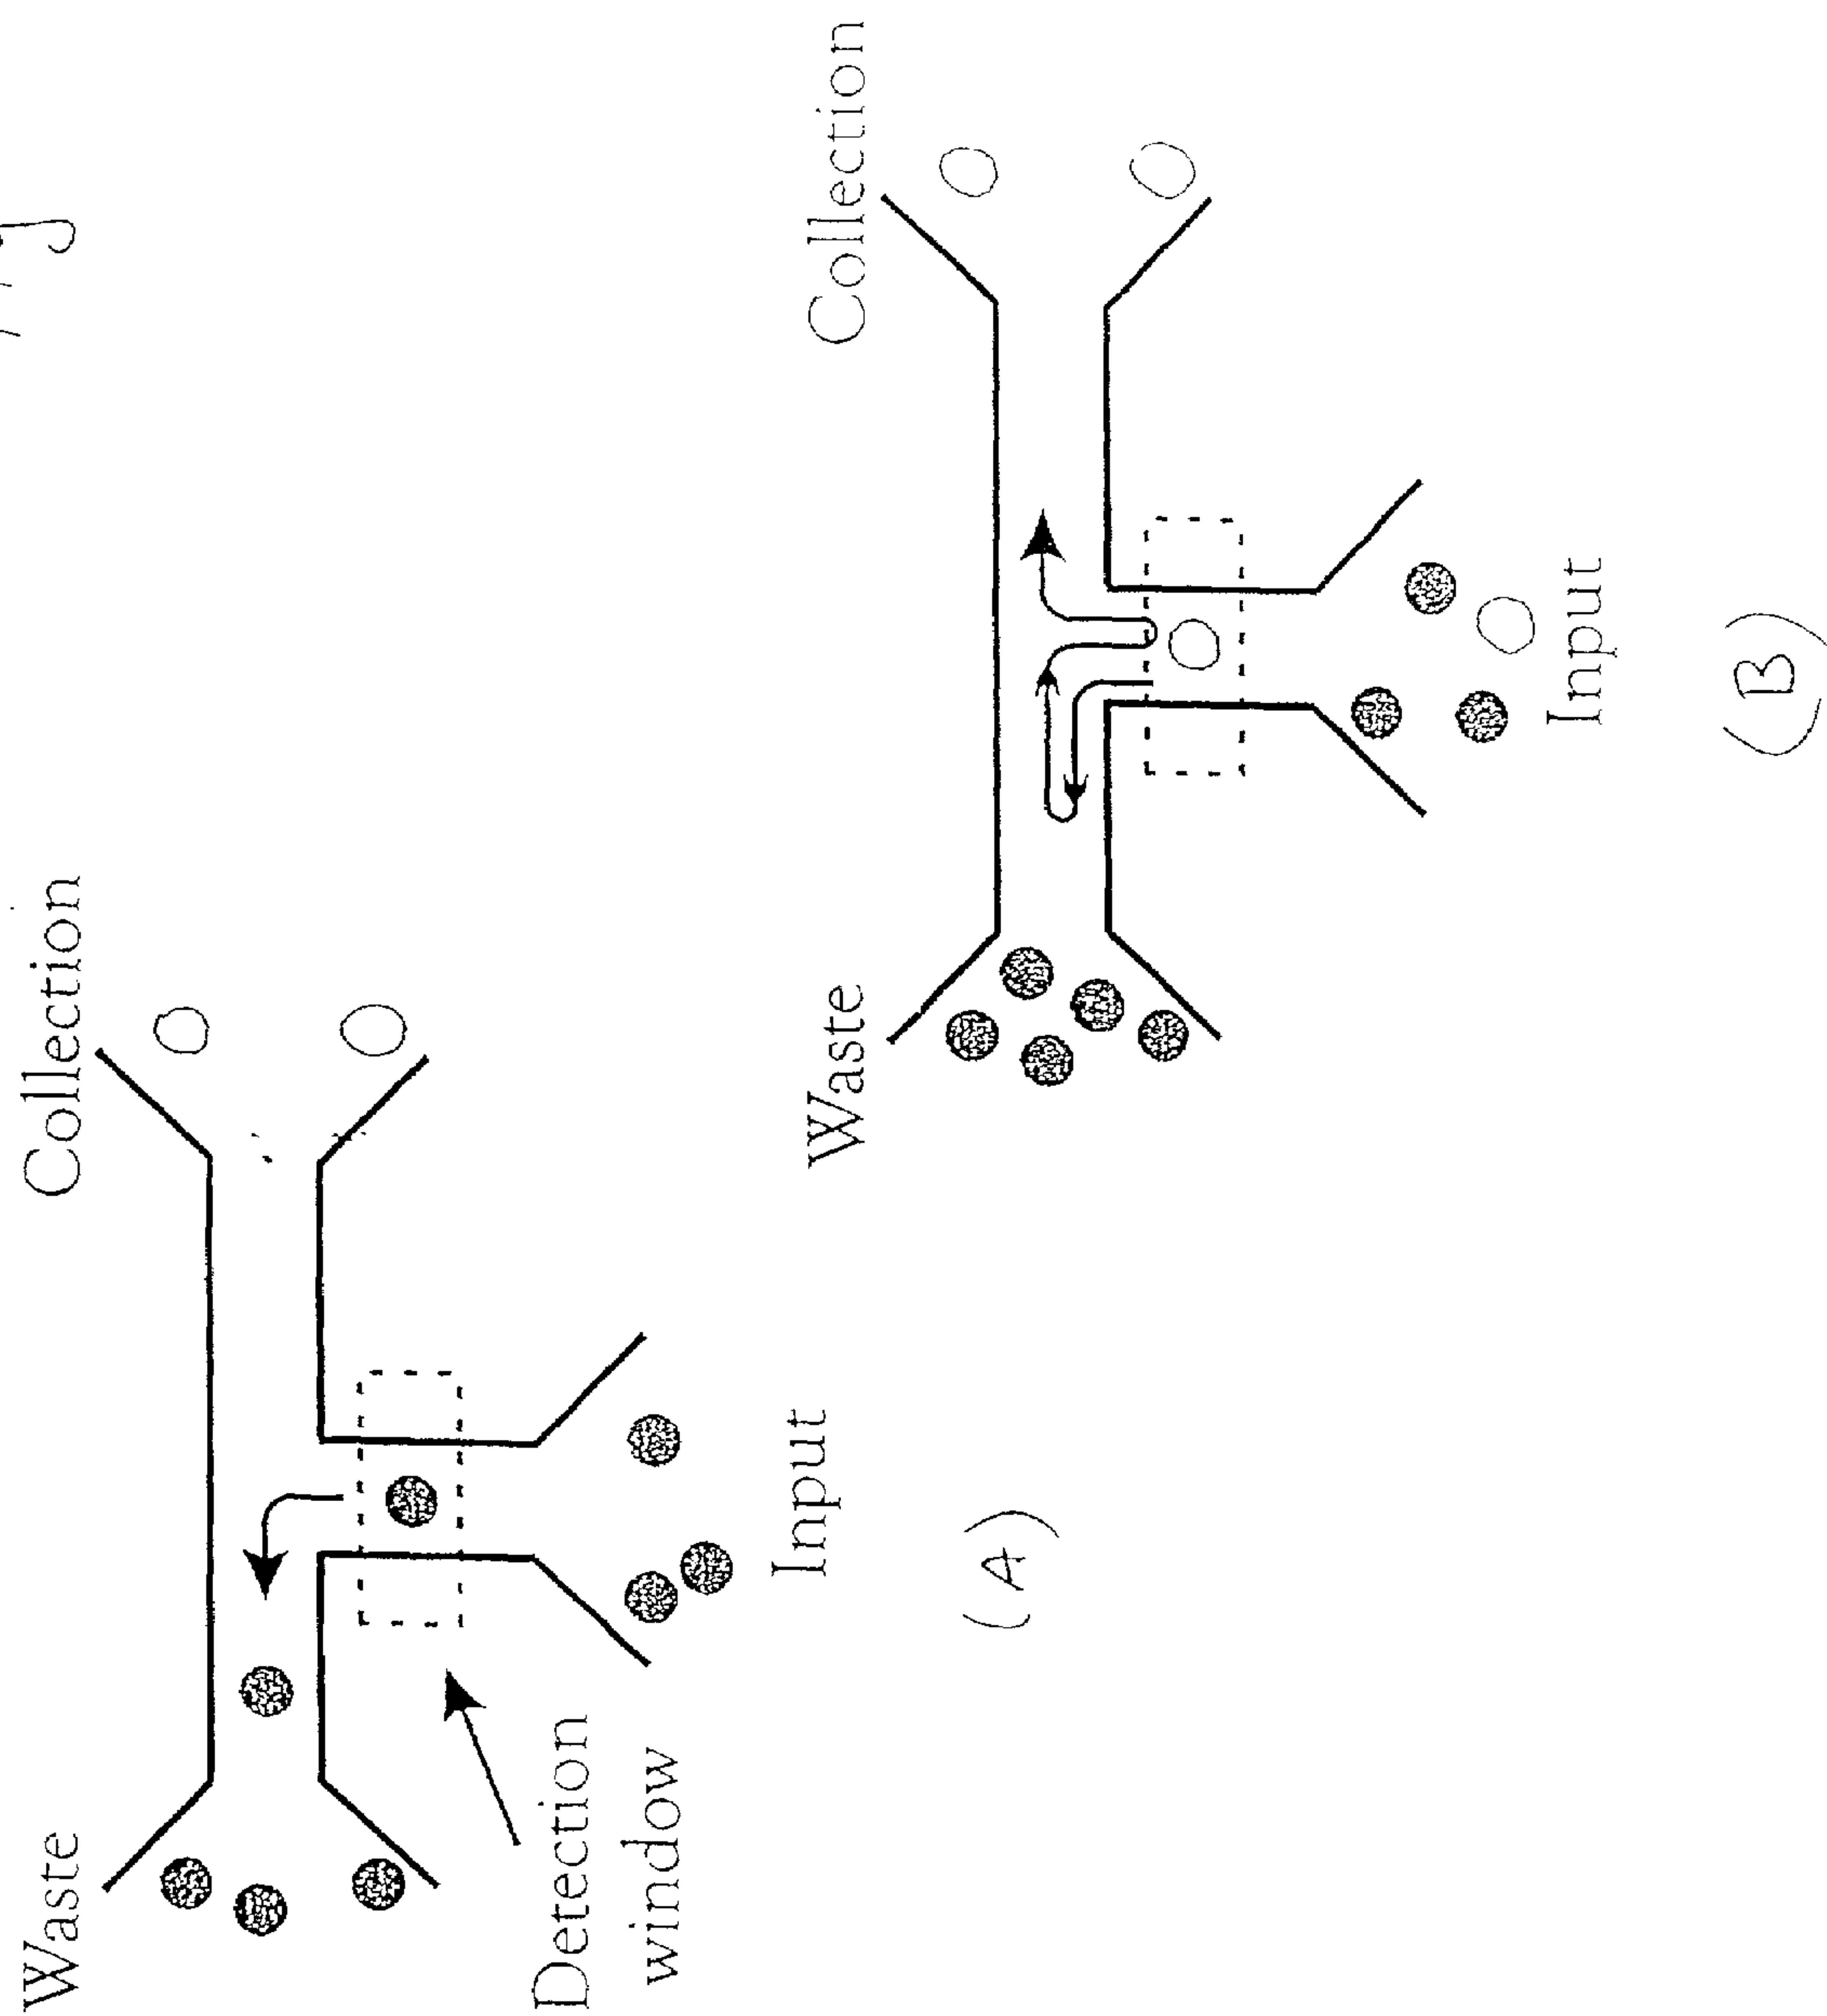 Waste
Collection
Detection
window
Input
(A)
Waste
Collection
Input
(B)